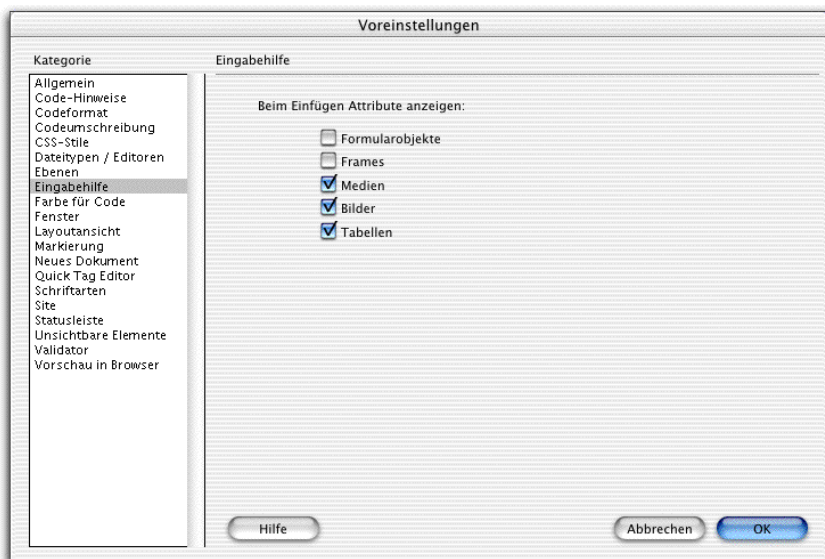 Voreinstellungen
Kategorie
Eingabehilfe
Allgemein
Code-Hinweise
Codeformat
Codeumschreibung
CSS-Stile
Dateitypen / Editoren
Ebenen
Eingabehilfe
Farbe für Code
Fenster
Layoutansicht
Markierung
Neues Dokument
Quick Tag Editor
Schriftarten
Site
Statusleiste
Unsichtbare Elemente
Validator
Vorschau in Browser
Beim Einfügen Attribute anzeigen:
Formularobjekte
Frames
Medien
Bilder
Tabellen
Hilfe
Abbrechen
OK